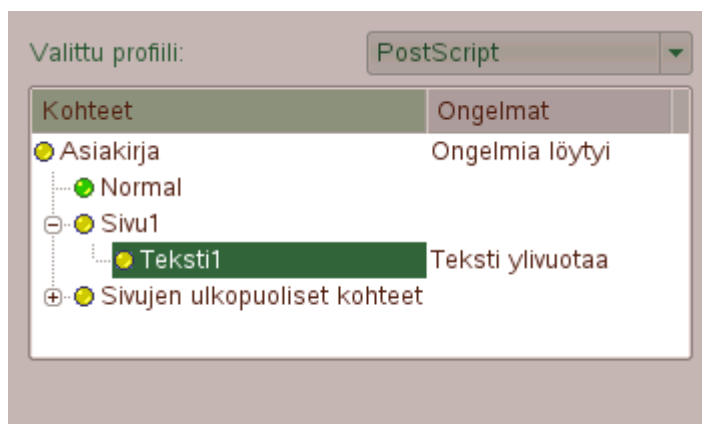 Valittu profiili: PostScript
Kohteet Ongelmat
Asiakirja Ongelmia löytyi
Normal
Sivu1
Teksti1 Teksti ylivuotaa
Sivujen ulkopuoliset kohteet